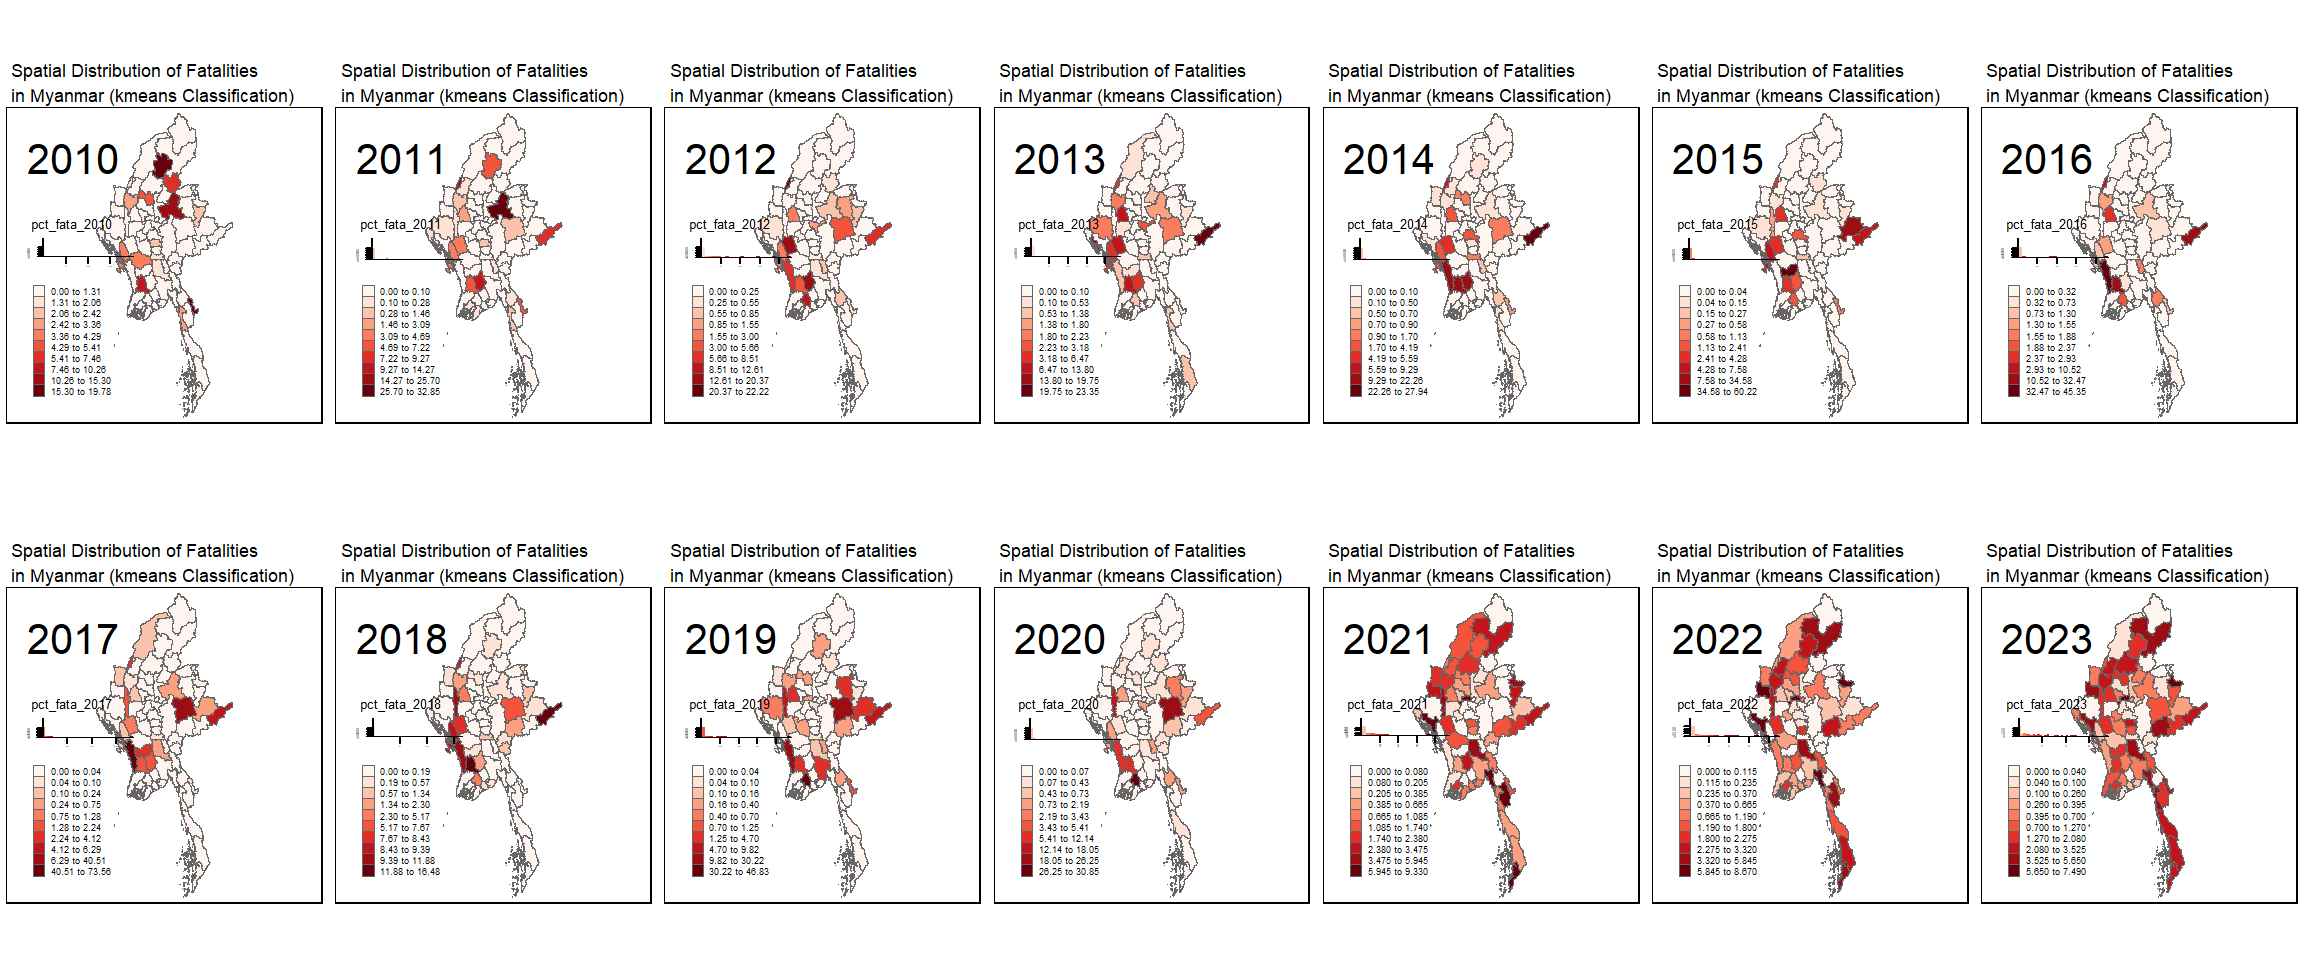 Spatial Distribution of Fatalities
in Myanmar (kmeans Classification)
2010
pct_fata_2010
0.00 to 1.31
1.31 to 2.06
2.06 to 2.42
2.42 to 3.36
3.36 to 4.29
4.29 to 5.41
5.41 to 7.46
7.46 to 10.26
10.26 to 15.30
15.30 to 19.78
Spatial Distribution of Fatalities
in Myanmar (kmeans Classification)
2011
pct_fata_2011
0.00 to 0.10
0.10 to 0.28
0.28 to 1.46
1.46 to 3.09
3.09 to 4.69
4.69 to 7.22
7.22 to 9.27
9.27 to 14.27
14.27 to 25.70
25.70 to 32.85
Spatial Distribution of Fatalities
in Myanmar (kmeans Classification)
2012
pct_fata_2012
0.00 to 0.25
0.25 to 0.55
0.55 to 0.85
0.85 to 1.55
1.55 to 3.00
3.00 to 5.66
5.66 to 8.51
8.51 to 12.61
12.61 to 20.37
20.37 to 22.22
Spatial Distribution of Fatalities
in Myanmar (kmeans Classification)
2013
pct_fata_2013
0.00 to 0.10
0.10 to 0.53
0.53 to 1.38
1.38 to 1.80
1.80 to 2.23
2.23 to 3.18
3.18 to 6.47
6.47 to 13.80
13.80 to 19.75
19.75 to 23.35
Spatial Distribution of Fatalities
in Myanmar (kmeans Classification)
2014
pct_fata_2014
0.00 to 0.10
0.10 to 0.50
0.50 to 0.70
0.70 to 0.90
0.90 to 1.70
1.70 to 4.19
4.19 to 5.59
5.59 to 9.29
9.29 to 22.26
22.26 to 27.94
Spatial Distribution of Fatalities
in Myanmar (kmeans Classification)
2015
pct_fata_2015
0.00 to 0.04
0.04 to 0.15
0.15 to 0.27
0.27 to 0.58
0.58 to 1.13
1.13 to 2.41
2.41 to 4.28
4.28 to 7.58
7.58 to 34.58
34.58 to 60.22
Spatial Distribution of Fatalities
in Myanmar (kmeans Classification)
2016
pct_fata_2016
0.00 to 0.32
0.32 to 0.73
0.73 to 1.30
1.30 to 1.55
1.55 to 1.88
1.88 to 2.37
2.37 to 2.93
2.93 to 10.52
10.52 to 32.47
32.47 to 45.35
Spatial Distribution of Fatalities
in Myanmar (kmeans Classification)
2017
pct_fata_2017
0.00 to 0.04
0.04 to 0.10
0.10 to 0.24
0.24 to 0.75
0.75 to 1.28
1.28 to 2.24
2.24 to 4.12
4.12 to 6.29
6.29 to 40.51
40.51 to 73.56
Spatial Distribution of Fatalities
in Myanmar (kmeans Classification)
2018
pct_fata_2018
0.00 to 0.19
0.19 to 0.57
0.57 to 1.34
1.34 to 2.30
2.30 to 5.17
5.17 to 7.67
7.67 to 8.43
8.43 to 9.39
9.39 to 11.88
11.88 to 16.48
Spatial Distribution of Fatalities
in Myanmar (kmeans Classification)
2019
pct_fata_2019
0.00 to 0.04
0.04 to 0.10
0.10 to 0.16
0.16 to 0.40
0.40 to 0.70
0.70 to 1.25
1.25 to 4.70
4.70 to 9.82
9.82 to 30.22
30.22 to 46.83
Spatial Distribution of Fatalities
in Myanmar (kmeans Classification)
2020
pct_fata_2020
0.00 to 0.07
0.07 to 0.43
0.43 to 0.73
0.73 to 2.19
2.19 to 3.43
3.43 to 5.41
5.41 to 12.14
12.14 to 18.05
18.05 to 26.25
26.25 to 30.85
Spatial Distribution of Fatalities
in Myanmar (kmeans Classification)
2021
pct_fata_2021
0.000 to 0.080
0.080 to 0.205
0.205 to 0.385
0.385 to 0.665
0.665 to 1.085
1.085 to 1.740
1.740 to 2.380
2.380 to 3.475
3.475 to 5.945
5.945 to 9.330
Spatial Distribution of Fatalities
in Myanmar (kmeans Classification)
2022
pct_fata_2022
0.000 to 0.115
0.115 to 0.235
0.235 to 0.370
0.370 to 0.665
0.665 to 1.190
1.190 to 1.800
1.800 to 2.275
2.275 to 3.320
3.320 to 5.845
5.845 to 8.670
Spatial Distribution of Fatalities
in Myanmar (kmeans Classification)
2023
pct_fata_2023
0.000 to 0.040
0.040 to 0.100
0.100 to 0.260
0.260 to 0.395
0.395 to 0.700
0.700 to 1.270
1.270 to 2.080
2.080 to 3.525
3.525 to 5.650
5.650 to 7.490